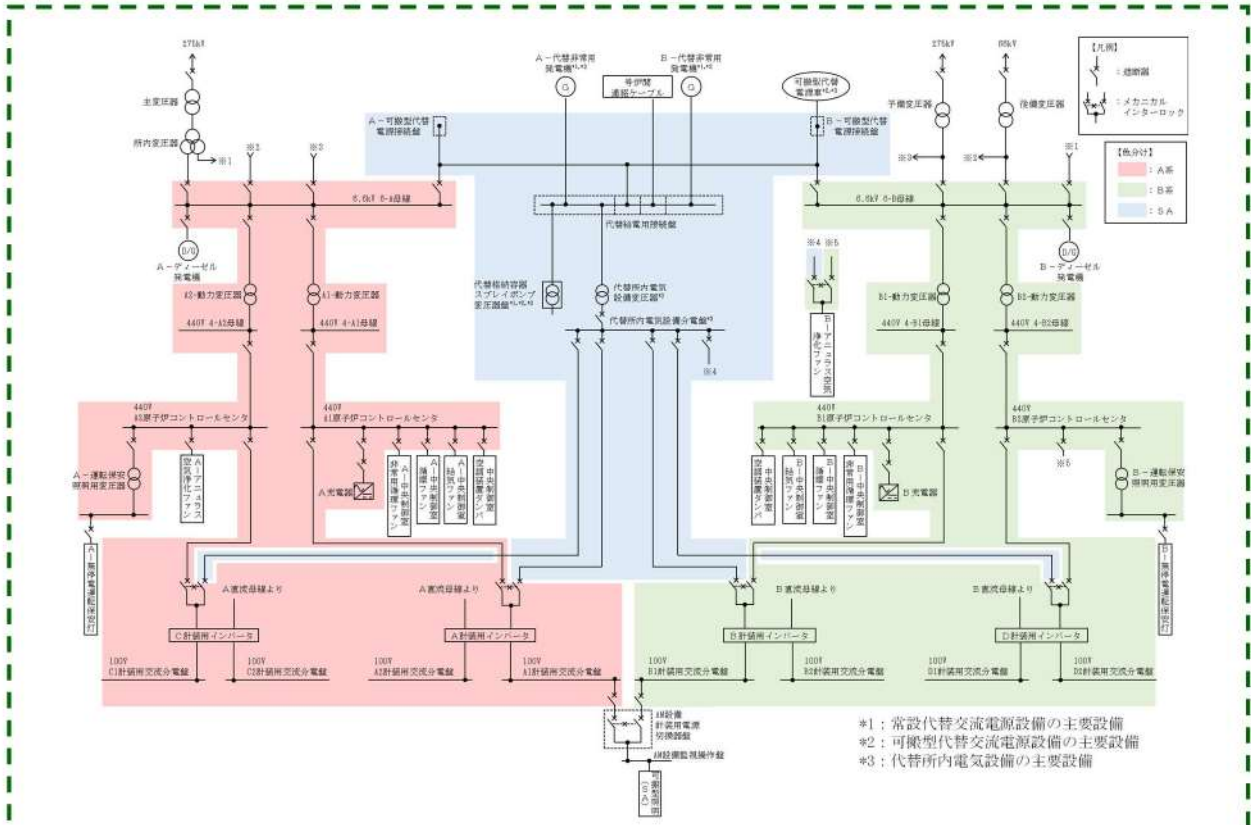 275kV
主変圧器
所内変圧器
※1
※2
※3
A－代替非常用
発電機*1,*3
号炉間
連絡ケーブル
B－代替非常用
発電機*1,*3
可搬型代替
電源車*2,*3
A－可搬型代替
電源接続盤
B－可搬型代替
電源接続盤
275kV
66kV
予備変圧器
後備変圧器
※3
※2
※1
【凡例】
：遮断器
：メカニカル
インターロック
【色分け】
：A系
：B系
：SA
6.6kV 6-A母線
6.6kV 6-B母線
代替給電用接続盤
D/G
A－ディーゼル
発電機
D/G
B－ディーゼル
発電機
A2-動力変圧器
A1-動力変圧器
代替格納容器
スプレイポンプ
変圧器盤
代替所内電気
設備変圧器*3
代替所内電気設備分電盤*3
※4
※4
※5
B－アニュラス空気
浄化ファン
B1-動力変圧器
B2-動力変圧器
440V 4-A2母線
440V 4-A1母線
440V 4-B1母線
440V 4-B2母線
440V
A2原子炉コントロールセンタ
440V
A1原子炉コントロールセンタ
440V
B1原子炉コントロールセンタ
440V
B2原子炉コントロールセンタ
A－運転保安
照明用変圧器
A－アニュラス
空気浄化ファン
A充電器
A－中央制御室
非常用循環ファン
A－中央制御室
循環ファン
A－中央制御室
給気ファン
中央制御室
空調装置ダンパ
中央制御室
空調装置ダンパ
B－中央制御室
給気ファン
B－中央制御室
循環ファン
B－中央制御室
非常用循環ファン
B充電器
※5
B－運転保安
照明用変圧器
A－無停電運転保安灯
B－無停電運転保安灯
A直流母線より
A直流母線より
B直流母線より
B直流母線より
C計装用インバータ
A計装用インバータ
B計装用インバータ
D計装用インバータ
100V
C1計装用交流分電盤
100V
C2計装用交流分電盤
100V
A2計装用交流分電盤
100V
A1計装用交流分電盤
100V
B1計装用交流分電盤
100V
B2計装用交流分電盤
100V
D1計装用交流分電盤
100V
D2計装用交流分電盤
AM設備
計装用電源
切換器盤
AM設備監視操作盤
可搬型照明
(SA)
*1：常設代替交流電源設備の主要設備
*2：可搬型代替交流電源設備の主要設備
*3：代替所内電気設備の主要設備